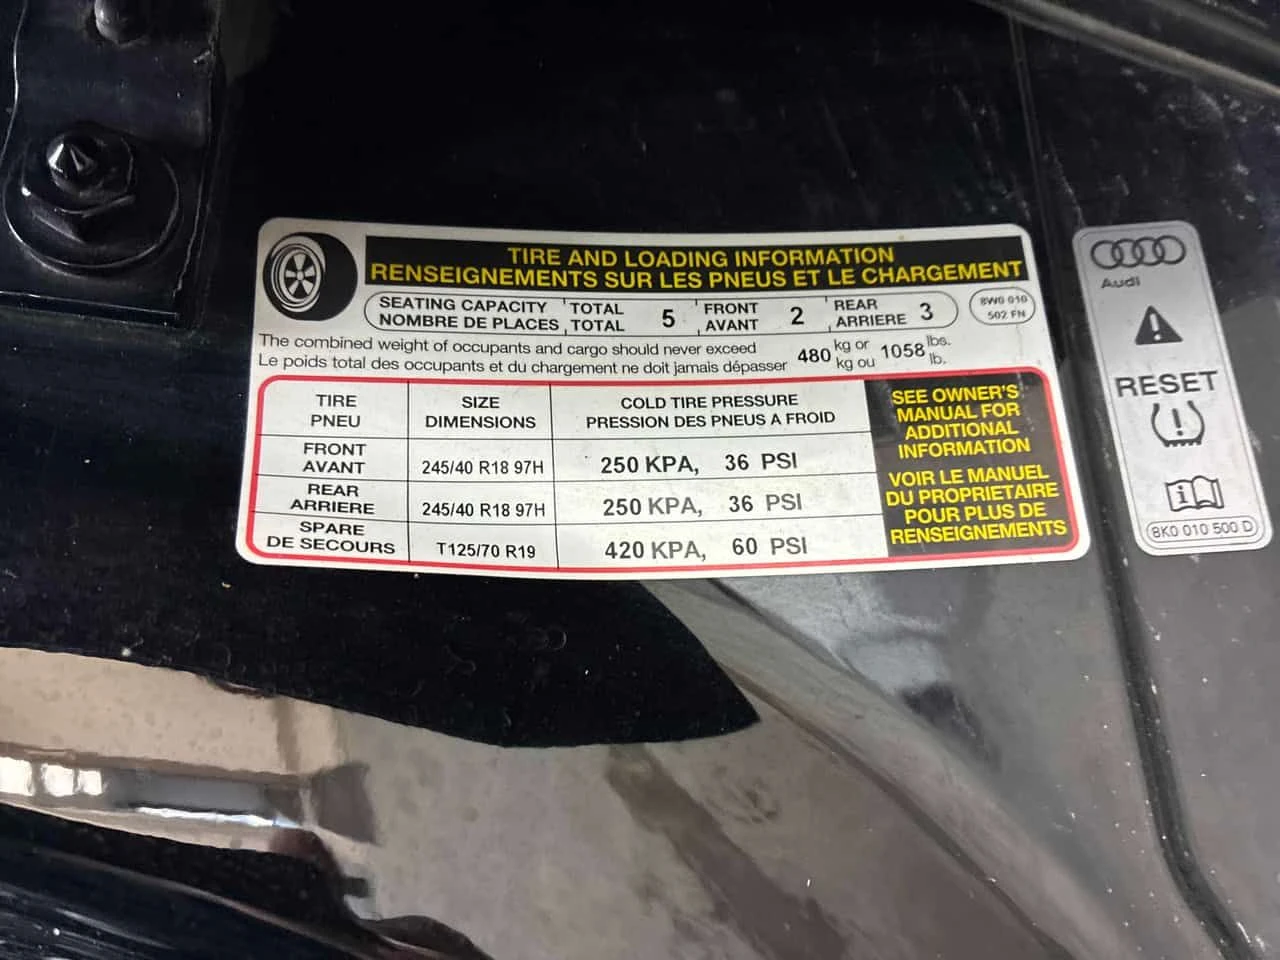 TIRE AND LOADING INFORMATION
RENSEIGNEMENTS SUR LES PNEUS ET LE CHARGEMENT
SEATING CAPACITY TOTAL 5 FRONT 2 REAR 3
NOMBRE DE PLACES TOTAL AVANT ARRIERE
8W0 010
502 FN
The combined weight of occupants and cargo should never exceed 480 kg or 1058 lbs.
Le poids total des occupants et du chargement ne doit jamais dépasser kg ou lb.
TIRE SIZE COLD TIRE PRESSURE
PNEU DIMENSIONS PRESSION DES PNEUS A FROID
FRONT
AVANT 245/40 R18 97H 250 KPA, 36 PSI
REAR
ARRIERE 245/40 R18 97H 250 KPA, 36 PSI
SPARE
DE SECOURS T125/70 R19 420 KPA, 60 PSI
SEE OWNER'S
MANUAL FOR
ADDITIONAL
INFORMATION
VOIR LE MANUEL
DU PROPRIETAIRE
POUR PLUS DE
RENSEIGNEMENTS
Audi
RESET
8K0 010 500 D